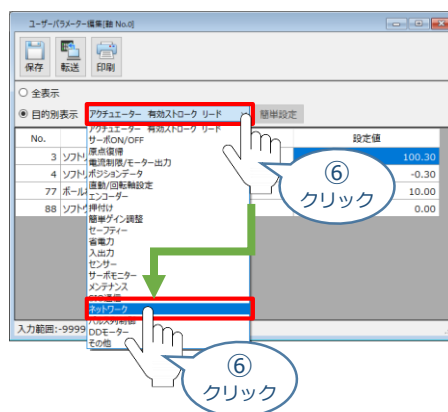 ユーザーパラメーター編集[軸 No.0]
保存 転送 印刷
全表示
目的別表示 アクチュエーター 有効ストローク リード 簡単設定
No. 設定値
3 ソフトリ 100.30
4 ソフトリ -0.30
77 ボール 10.00
88 ソフトウ 0.00
アクチュエーター 有効ストローク リード
サーボON/OFF
原点復帰
電流制限/モーター出力
ポジションデータ
直動/回転軸設定
エンコーダー
押付け
簡単ゲイン調整
セーフティー
省電力
入出力
センサー
サーボモニター
メンテナンス
ネットワーク
パルス列制御
DDモーター
その他
入力範囲:-9999
⑥
クリック
⑥
クリック